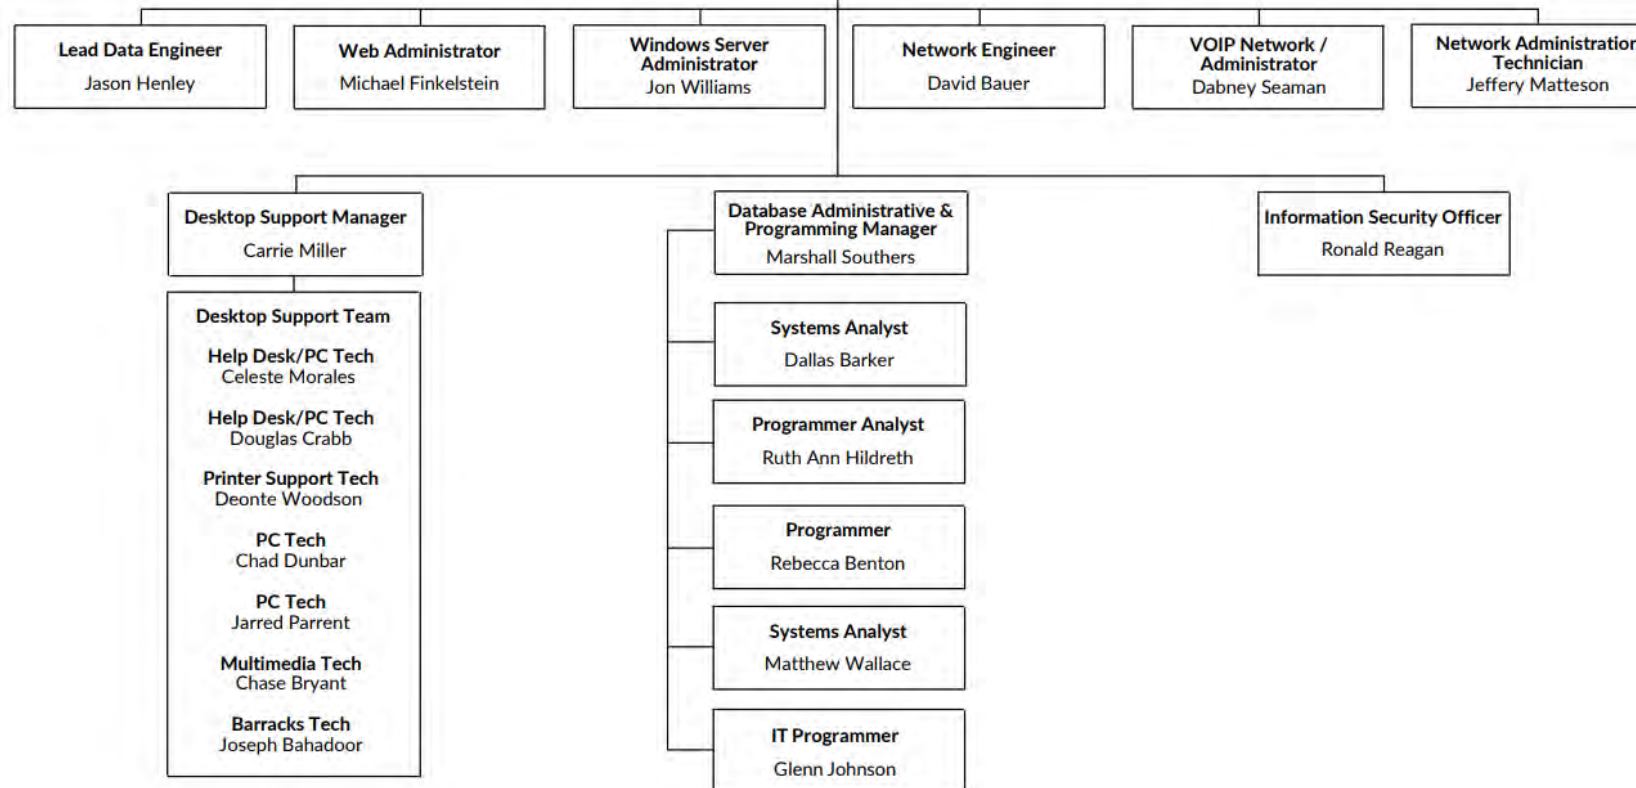 Lead Data Engineer
Jason Henley
Web Administrator
Michael Finkelstein
Windows Server
Administrator
Jon Williams
Network Engineer
David Bauer
VOIP Network /
Administrator
Dabney Seaman
Network Administration
Technician
Jeffery Matteson
Desktop Support Manager
Carrie Miller
Desktop Support Team
Help Desk/PC Tech
Celeste Morales
Help Desk/PC Tech
Douglas Crabb
Printer Support Tech
Deonte Woodson
PC Tech
Chad Dunbar
PC Tech
Jarred Parrent
Multimedia Tech
Chase Bryant
Barracks Tech
Joseph Bahadoor
Database Administrative &
Programming Manager
Marshall Southers
Systems Analyst
Dallas Barker
Programmer Analyst
Ruth Ann Hildreth
Programmer
Rebecca Benton
Systems Analyst
Matthew Wallace
IT Programmer
Glenn Johnson
Information Security Officer
Ronald Reagan